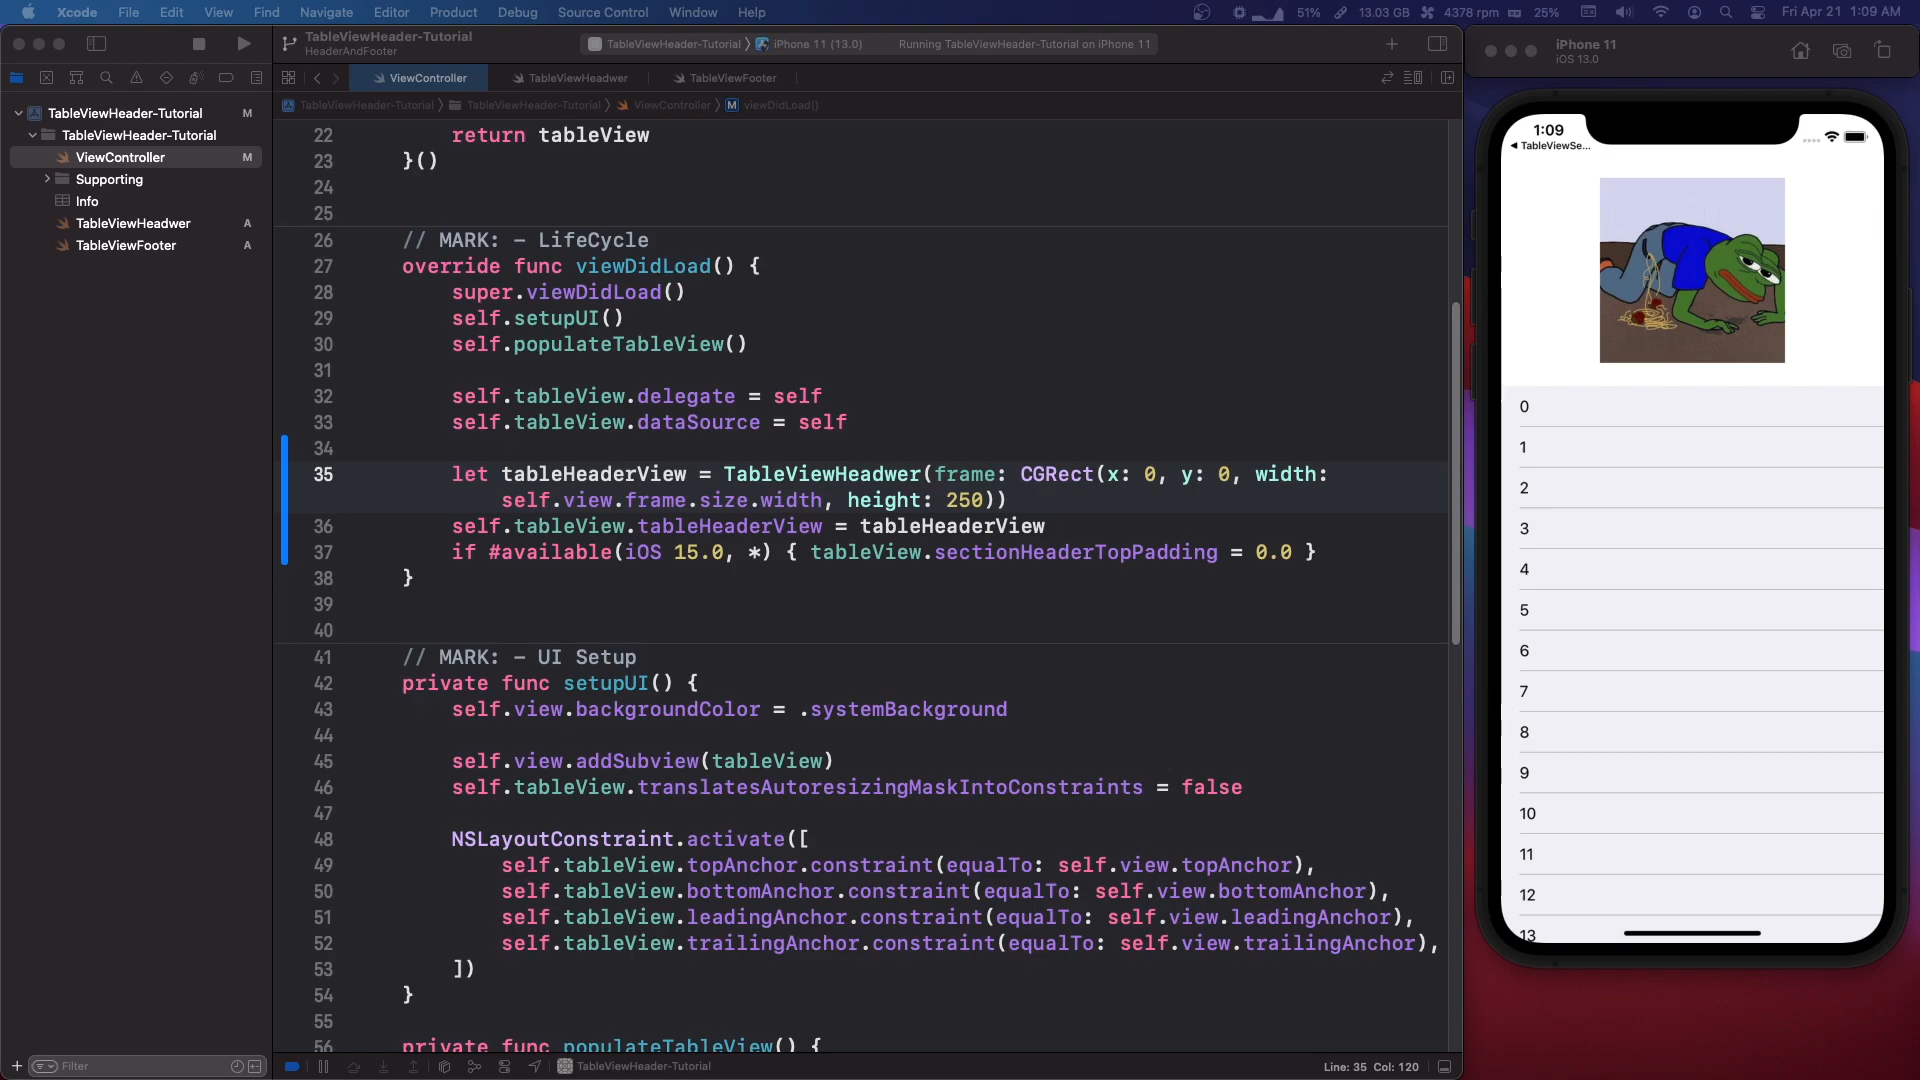 Xcode File Edit View Find Navigate Editor Product Debug Source Control Window Help 51% 13.03 GB 4378 rpm 25% Fri Apr 21 1:09 AM
TableViewHeader-Tutorial
HeaderAndFooter
TableViewHeader-Tutorial iPhone 11 (13.0) Running TableViewHeader-Tutorial on iPhone 11
iPhone 11
iOS 13.0
ViewController TableViewHeadwer TableViewFooter
TableViewHeader-Tutorial TableViewHeader-Tutorial ViewController M viewDidLoad()
TableViewHeader-Tutorial M
TableViewHeader-Tutorial
ViewController M
Supporting
Info
TableViewHeadwer A
TableViewFooter A
22 return tableView
23 }()
24
25
26 // MARK: - LifeCycle
27 override func viewDidLoad() {
28 super.viewDidLoad()
29 self.setupUI()
30 self.populateTableView()
31
32 self.tableView.delegate = self
33 self.tableView.dataSource = self
34
35 let tableHeaderView = TableViewHeadwer(frame: CGRect(x: 0, y: 0, width:
self.view.frame.size.width, height: 250))
36 self.tableView.tableHeaderView = tableHeaderView
37 if #available(iOS 15.0, *) { tableView.sectionHeaderTopPadding = 0.0 }
38 }
39
40
41 // MARK: - UI Setup
42 private func setupUI() {
43 self.view.backgroundColor = .systemBackground
44
45 self.view.addSubview(tableView)
46 self.tableView.translatesAutoresizingMaskIntoConstraints = false
47
48 NSLayoutConstraint.activate([
49 self.tableView.topAnchor.constraint(equalTo: self.view.topAnchor),
50 self.tableView.bottomAnchor.constraint(equalTo: self.view.bottomAnchor),
51 self.tableView.leadingAnchor.constraint(equalTo: self.view.leadingAnchor),
52 self.tableView.trailingAnchor.constraint(equalTo: self.view.trailingAnchor),
53 ])
54 }
55
56 private func populateTableView() {
Filter
TableViewHeader-Tutorial
Line: 35 Col: 120
1:09
TableViewSe...
0
1
2
3
4
5
6
7
8
9
10
11
12
13